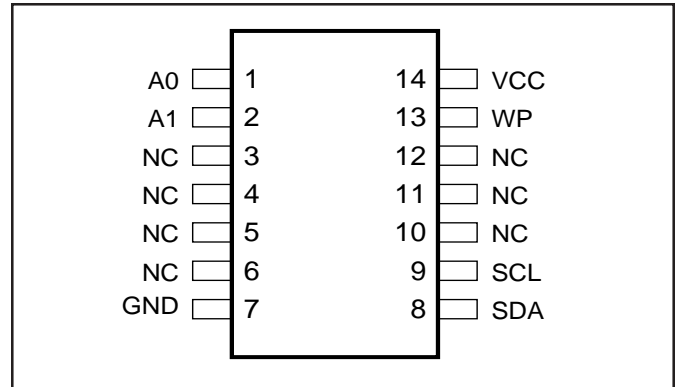 A0 1 14 VCC
A1 2 13 WP
NC 3 12 NC
NC 4 11 NC
NC 5 10 NC
NC 6 9 SCL
GND 7 8 SDA